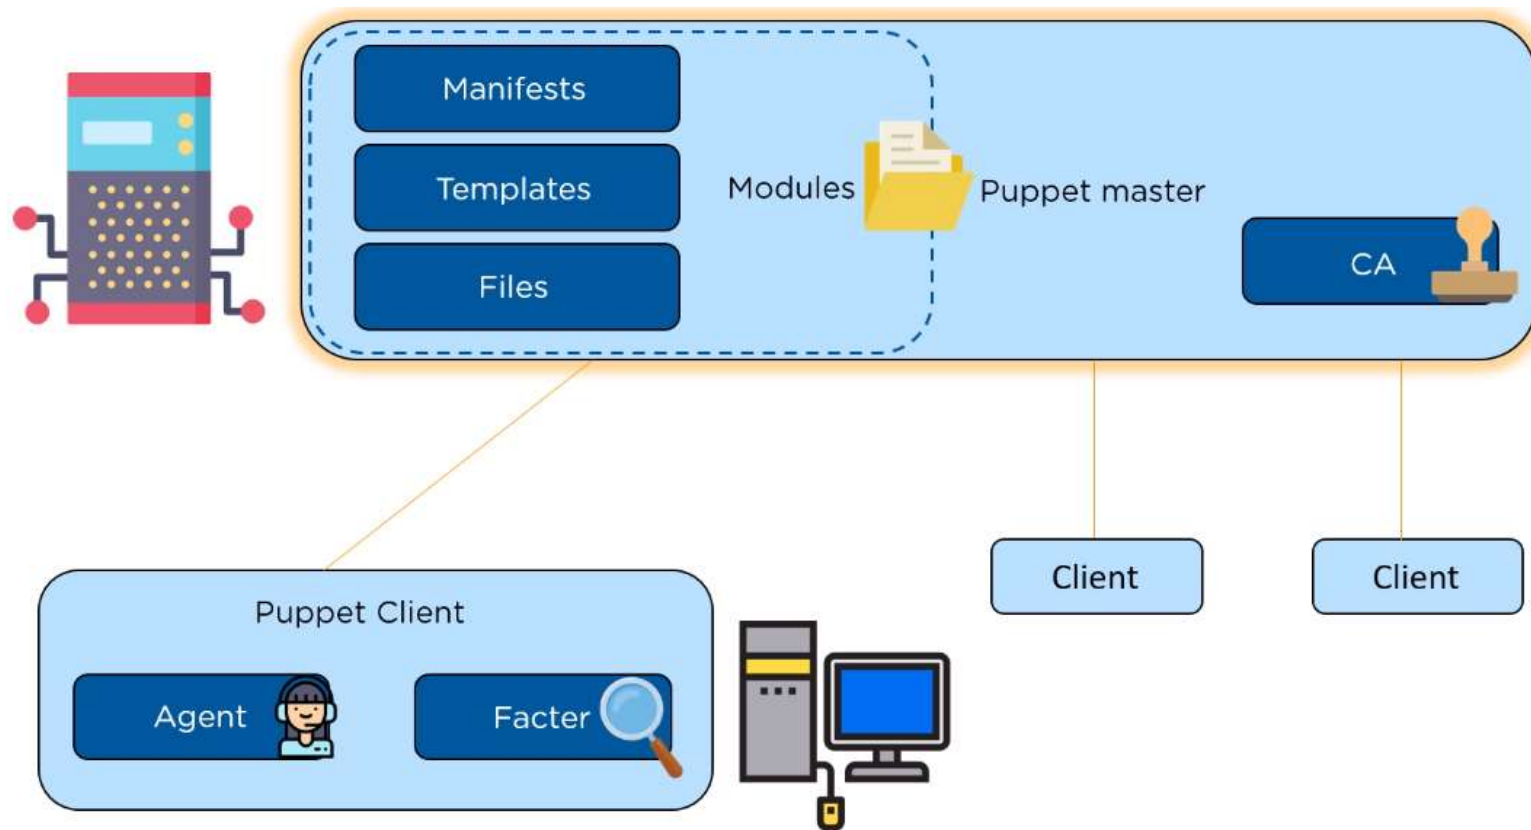 Manifests
Templates
Files
Modules
Puppet master
CA
Puppet Client
Agent
Facter
Client
Client